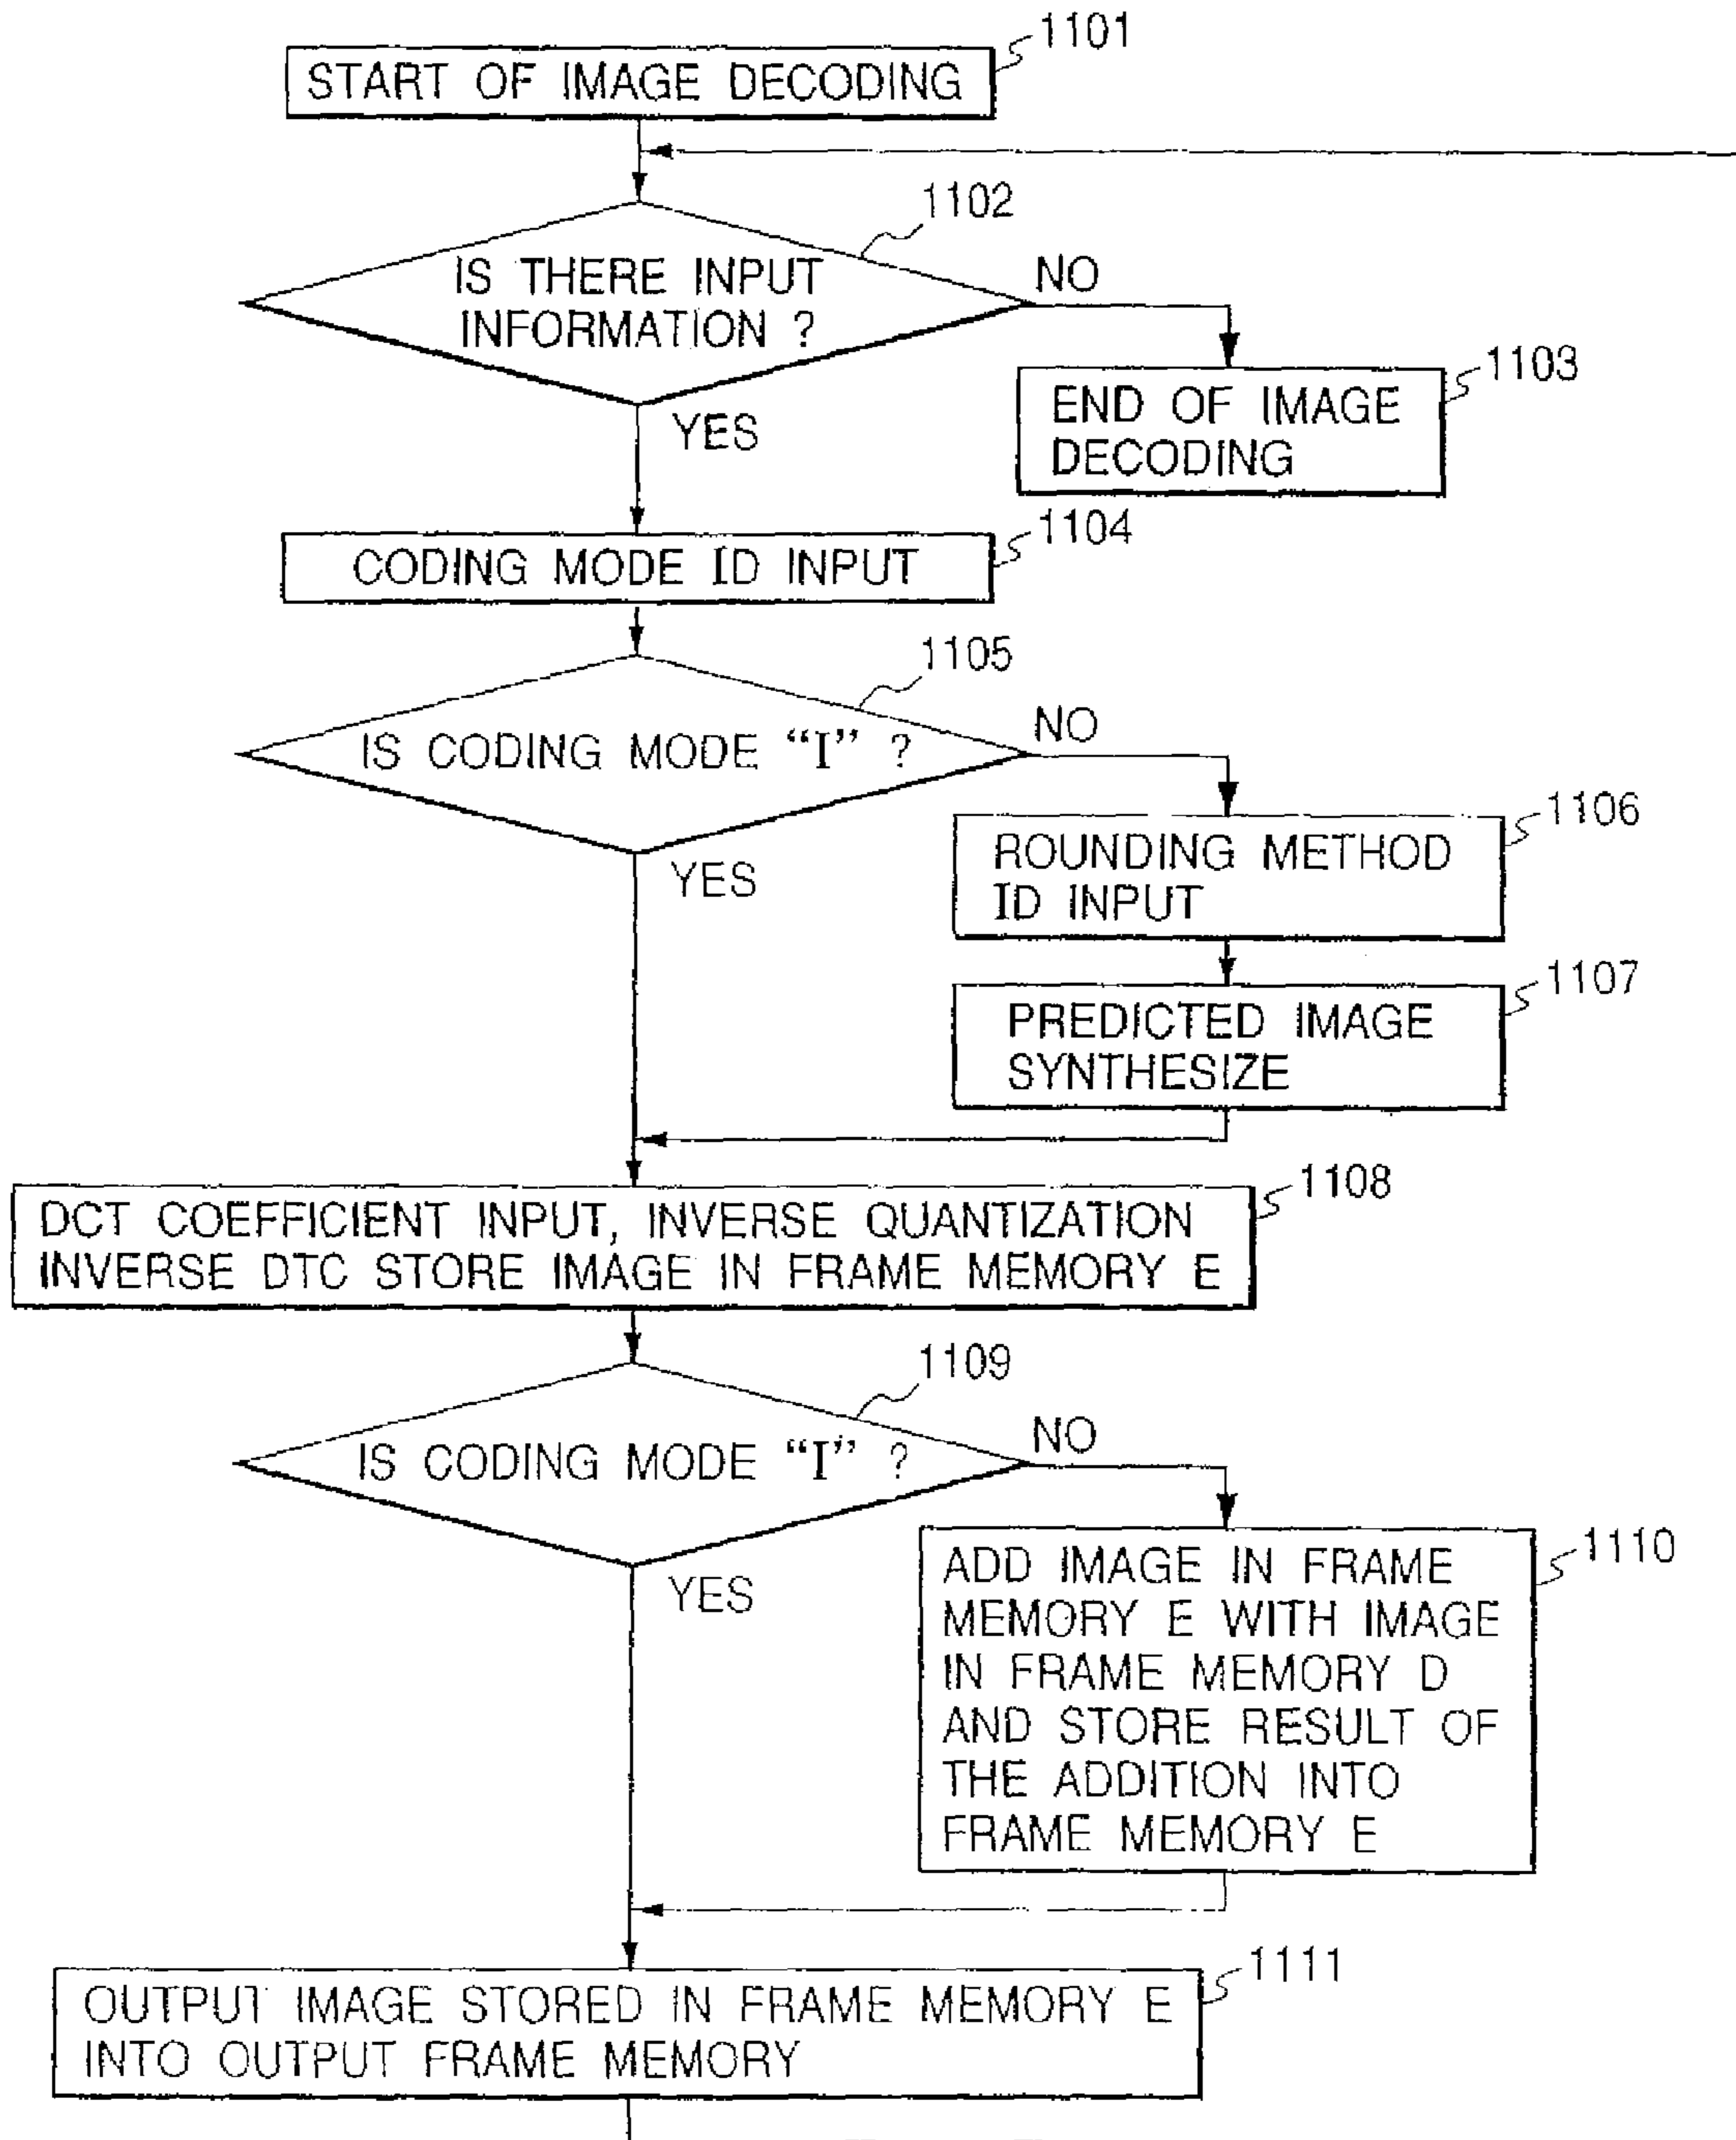 1101
START OF IMAGE DECODING
1102
IS THERE INPUT
INFORMATION ?
NO
1103
END OF IMAGE
DECODING
YES
1104
CODING MODE ID INPUT
1105
IS CODING MODE “I” ?
NO
1106
ROUNDING METHOD
ID INPUT
YES
1107
PREDICTED IMAGE
SYNTHESIZE
1108
DCT COEFFICIENT INPUT, INVERSE QUANTIZATION
INVERSE DTC STORE IMAGE IN FRAME MEMORY E
1109
IS CODING MODE “I” ?
NO
1110
ADD IMAGE IN FRAME
MEMORY E WITH IMAGE
IN FRAME MEMORY D
AND STORE RESULT OF
THE ADDITION INTO
FRAME MEMORY E
YES
1111
OUTPUT IMAGE STORED IN FRAME MEMORY E
INTO OUTPUT FRAME MEMORY